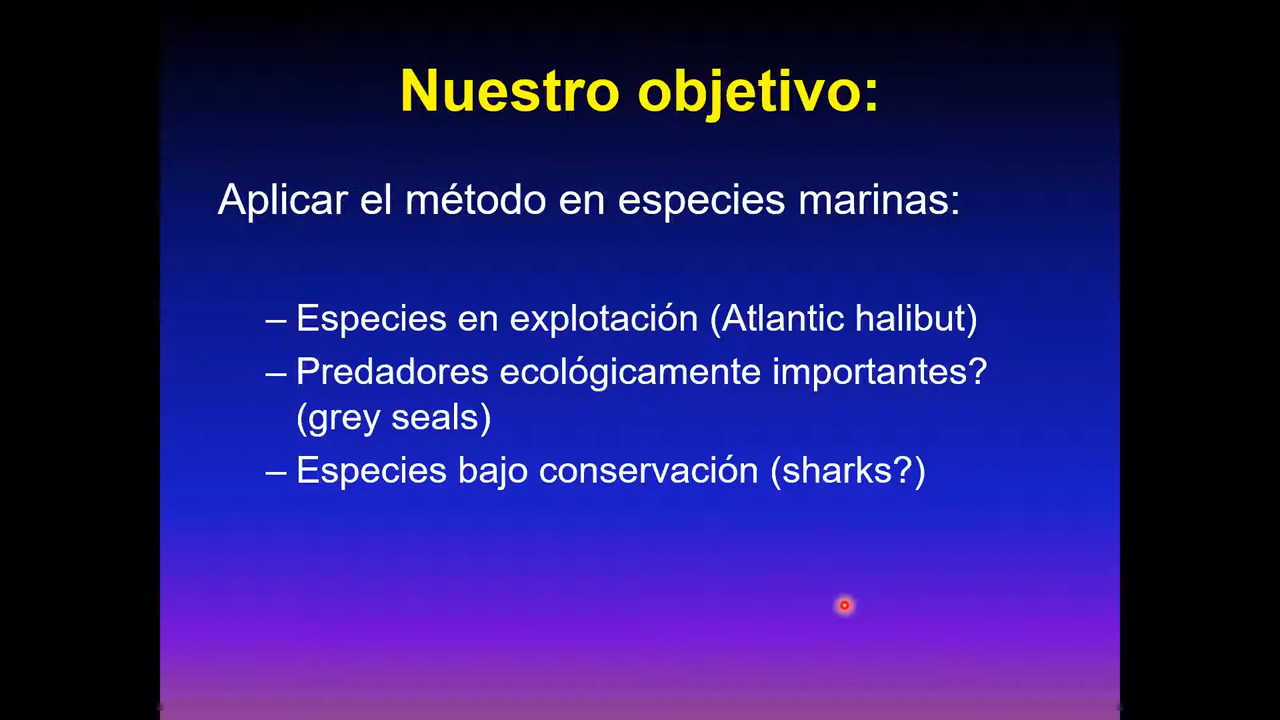 Nuestro objetivo:
Aplicar el método en especies marinas:
– Especies en explotación (Atlantic halibut)
– Predadores ecológicamente importantes?
(grey seals)
– Especies bajo conservación (sharks?)